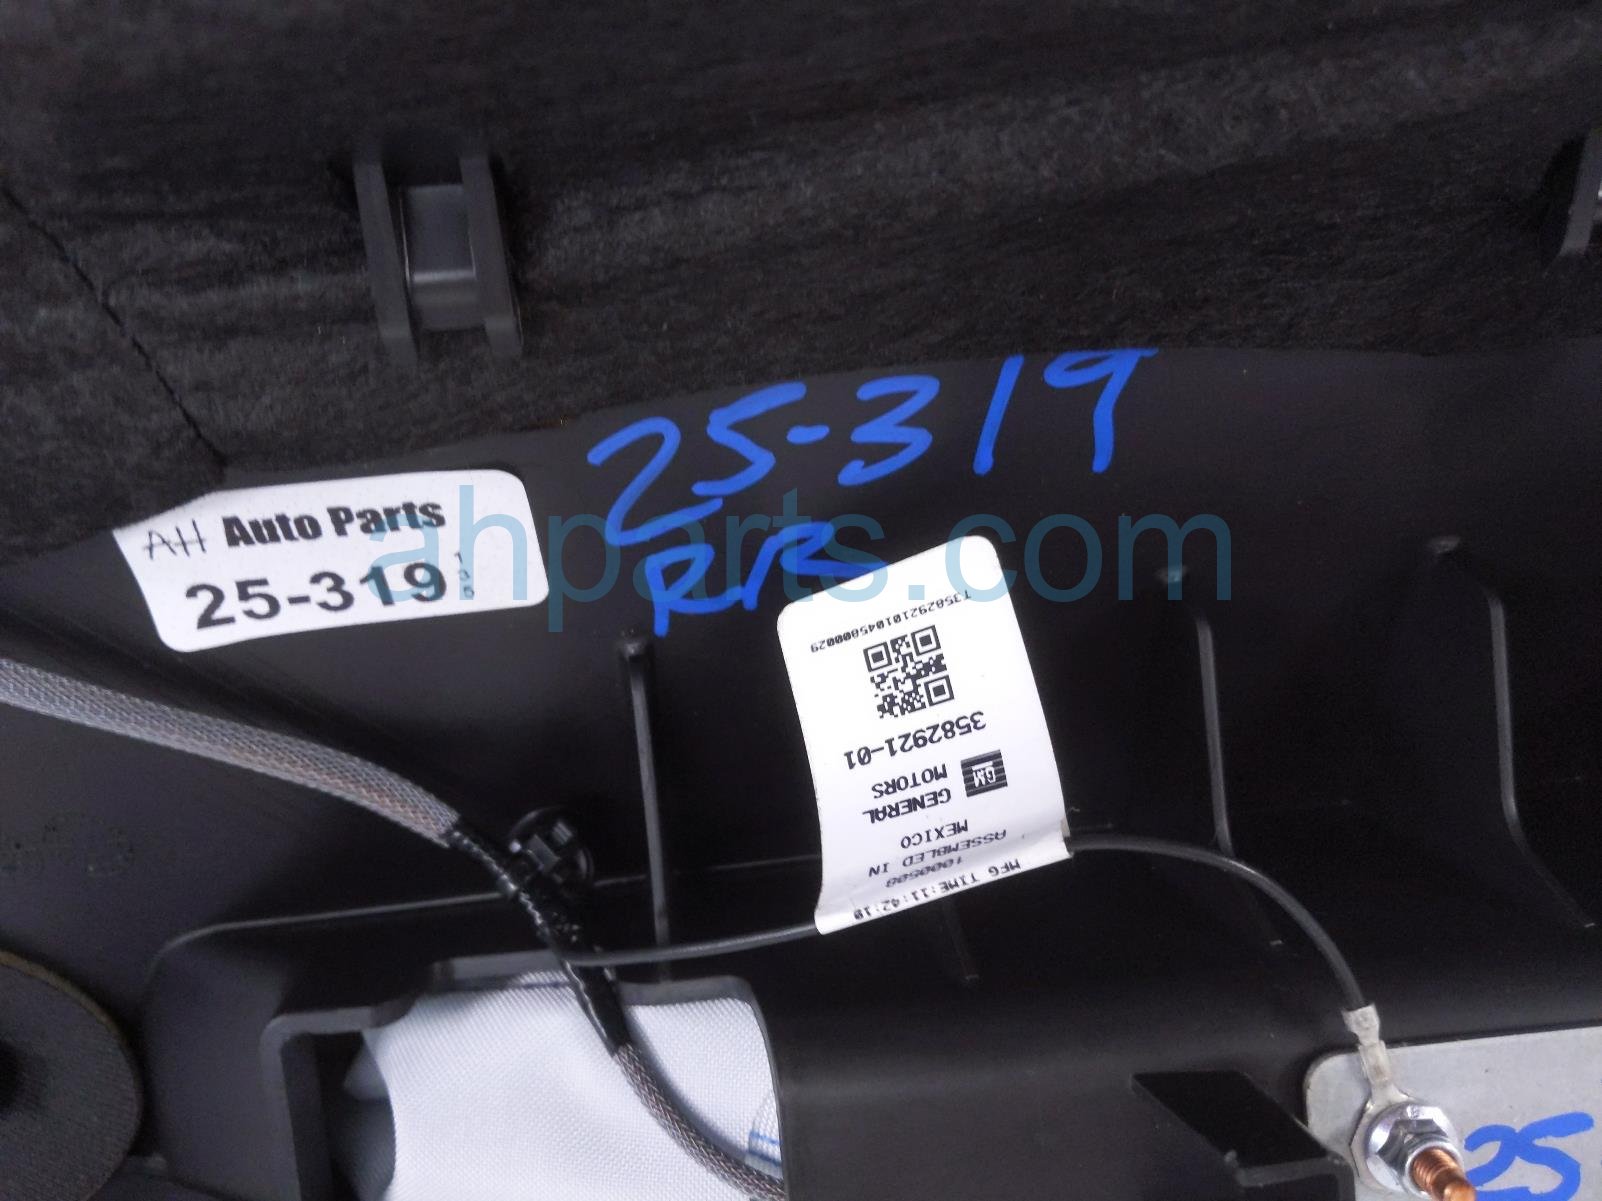 25-319
RR
AH Auto Parts
25-319
135
ahparts.com
T3582921010458000029
3582921-01
GM
GENERAL
MOTORS
ASSEMBLED IN
MEXICO
1000508
MFG TIME:11:42:10
25